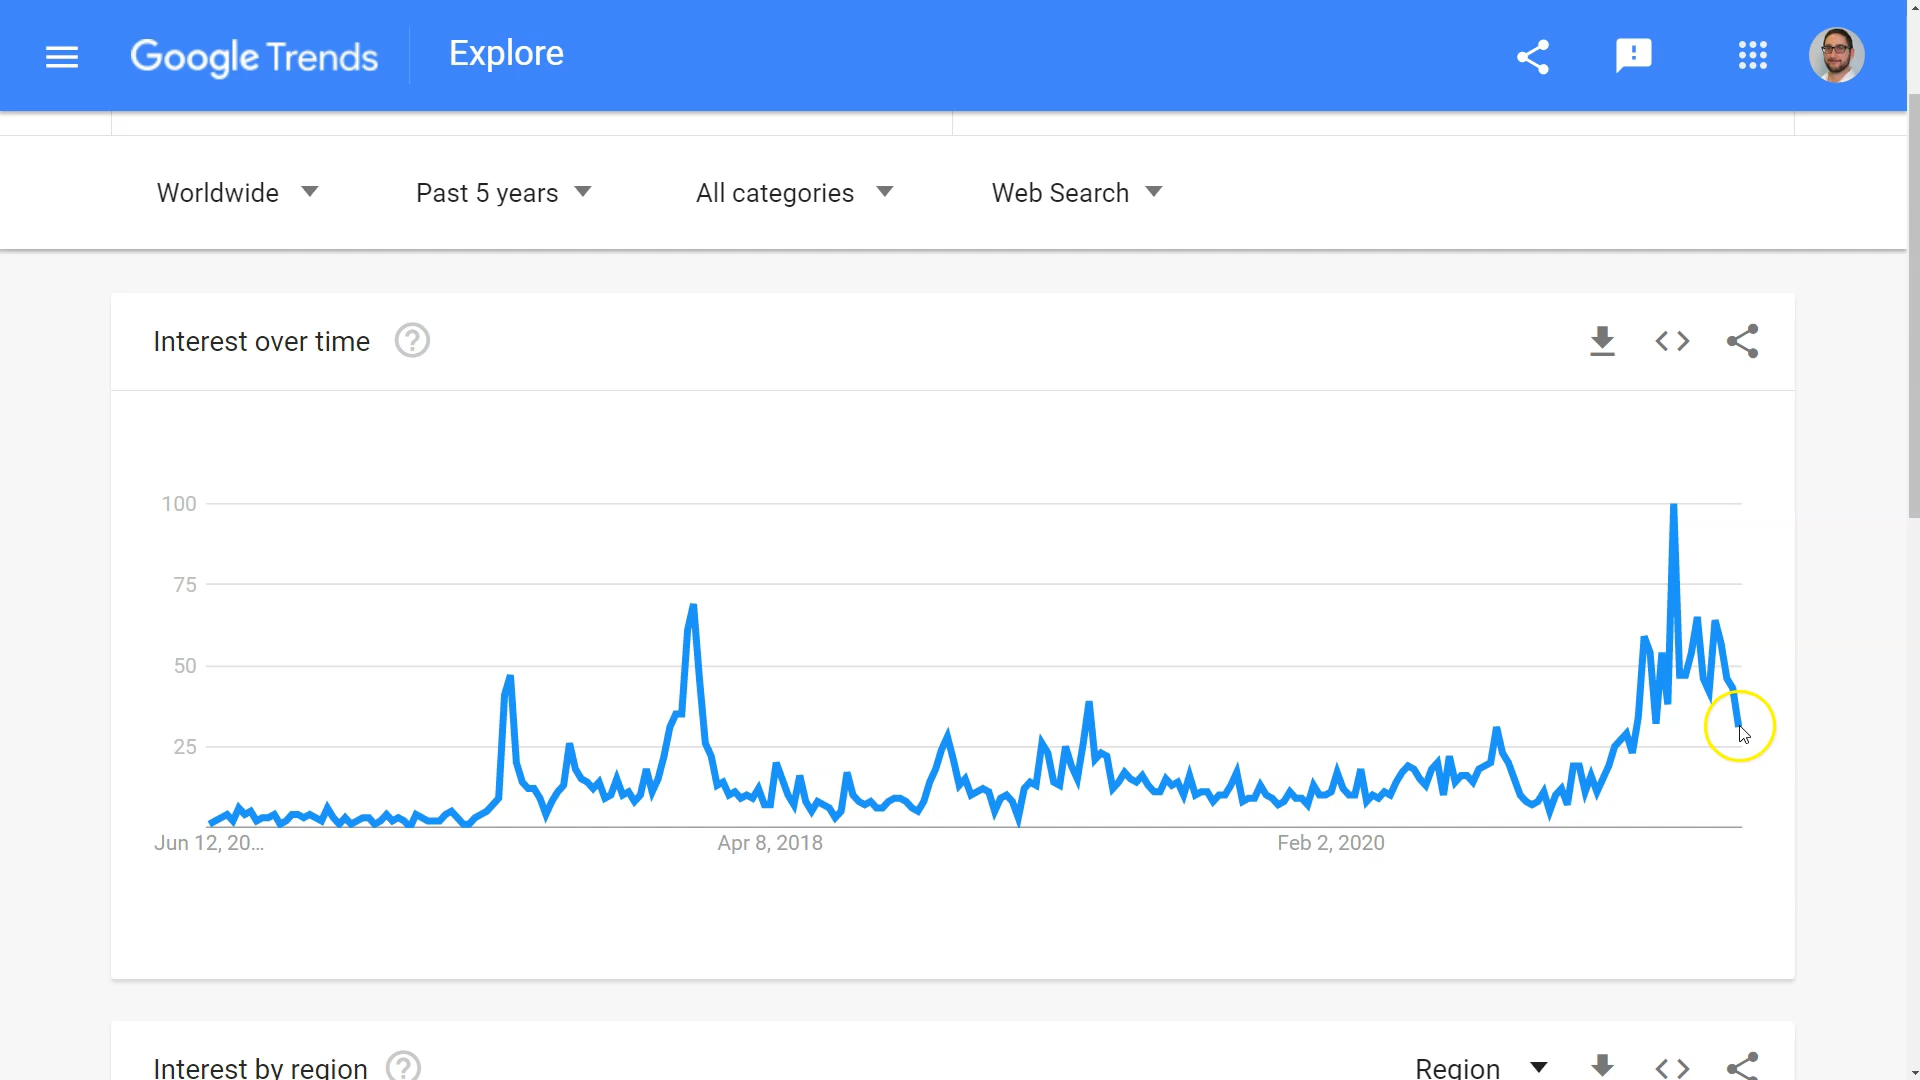 Google Trends Explore
Worldwide Past 5 years All categories Web Search
Interest over time ?
100
75
50
25
Jun 12, 20... Apr 8, 2018 Feb 2, 2020
Interest by region ? Region